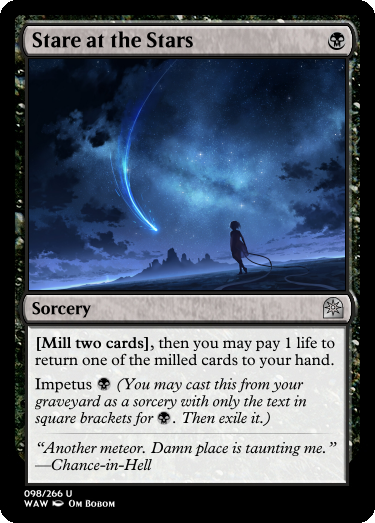 Stare at the Stars
Sorcery
[Mill two cards], then you may pay 1 life to
return one of the milled cards to your hand.
Impetus (You may cast this from your
graveyard as a sorcery with only the text in
square brackets for . Then exile it.)
“Another meteor. Damn place is taunting me.”
—Chance-in-Hell
098/266 U
WAW Om Bobom